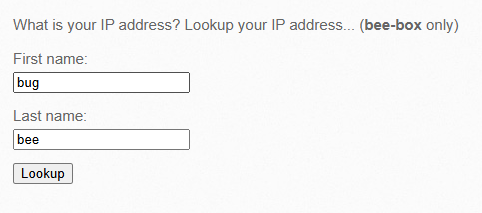 What is your IP address? Lookup your IP address... (bee-box only)
First name:
bug
Last name:
bee
Lookup